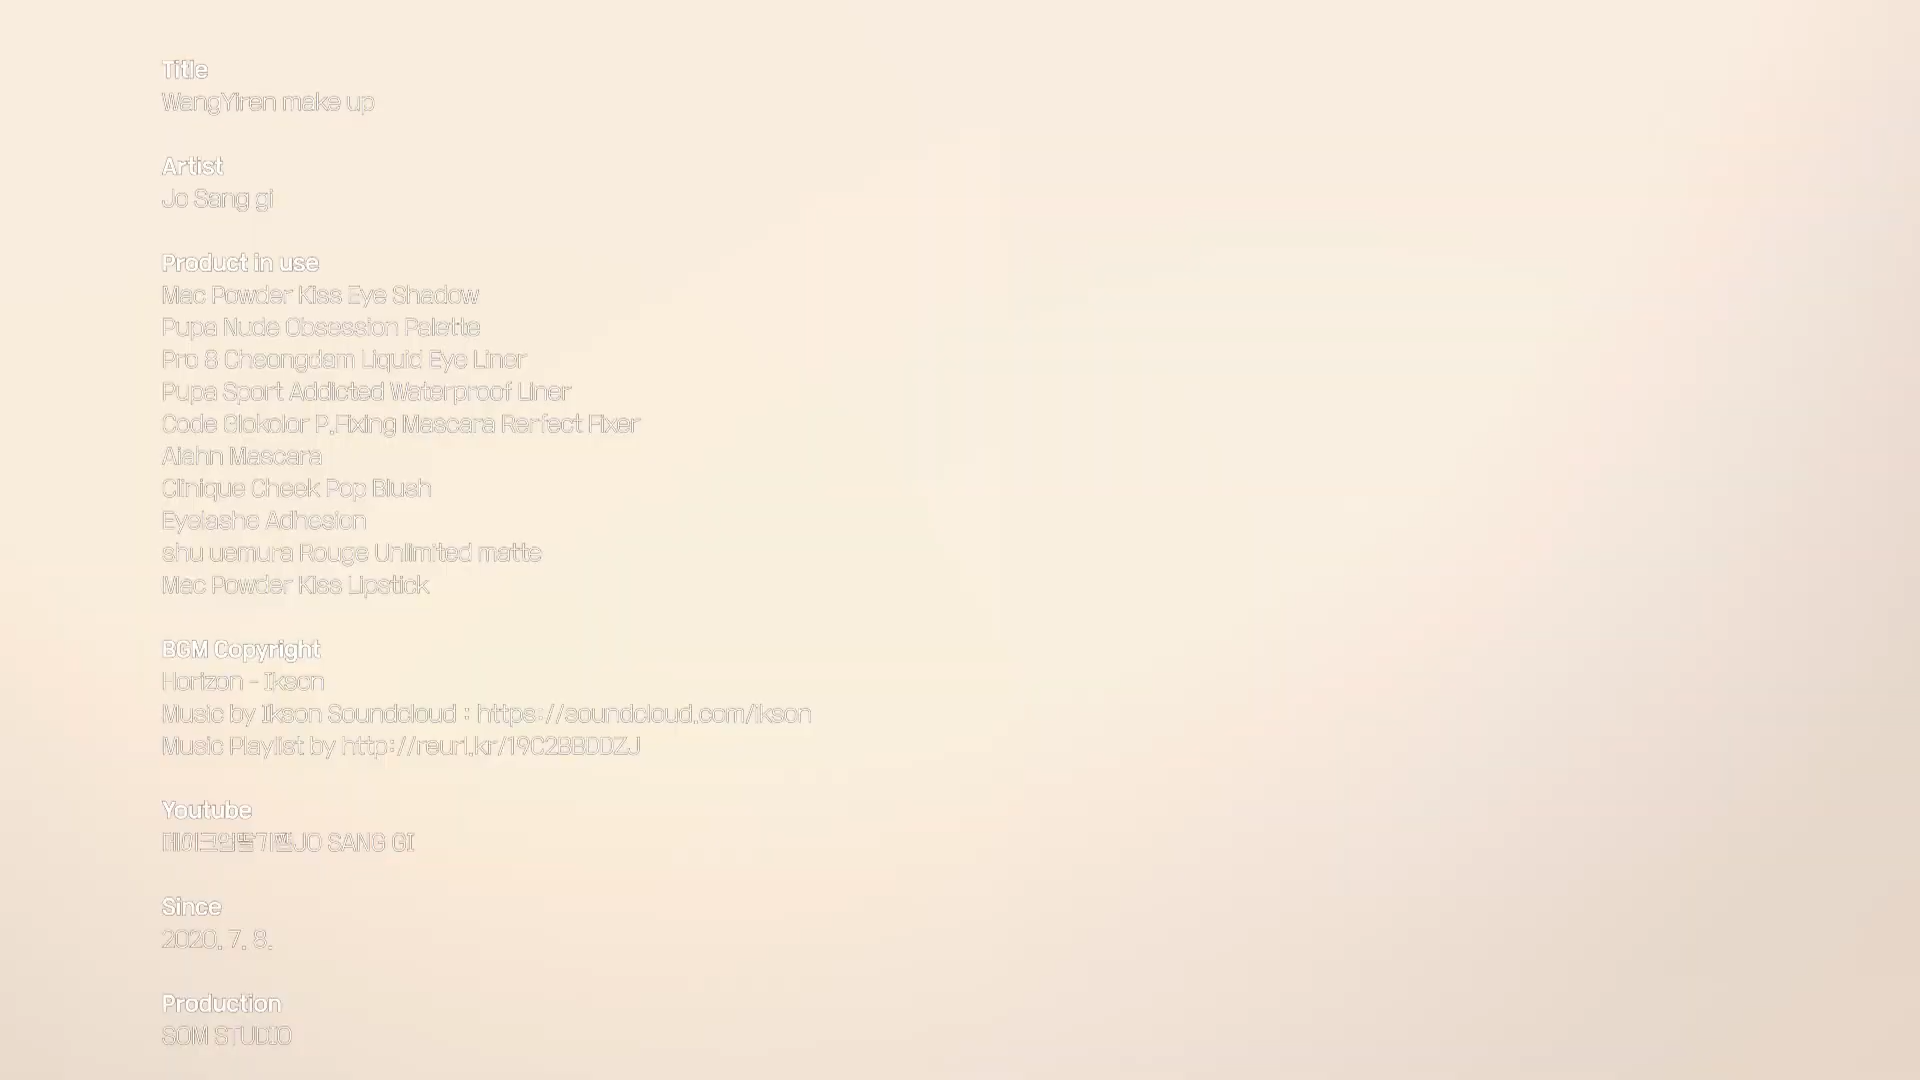 Title
WangYiren make up
Artist
Jo Sang gi
Product in use
Mac Powder Kiss Eye Shadow
Pupa Nude Obsession Palette
Pro 8 Cheongdam Liquid Eye Liner
Pupa Sport Addicted Waterproof Liner
Code Glokolor P.Fixing Mascara Rerfect Fixer
Alahn Mascara
Clinique Cheek Pop Blush
Eyelashe Adhesion
shu uemura Rouge Unlimited matte
Mac Powder Kiss Lipstick
BGM Copyright
Horizon - Ikson
Music by Ikson Soundcloud : https://soundcloud.com/ikson
Music Playlist by http://reurl.kr/19C2BBDDZJ
Youtube
JO SANG GI
Since
2020. 7. 8.
Production
SOM STUDIO